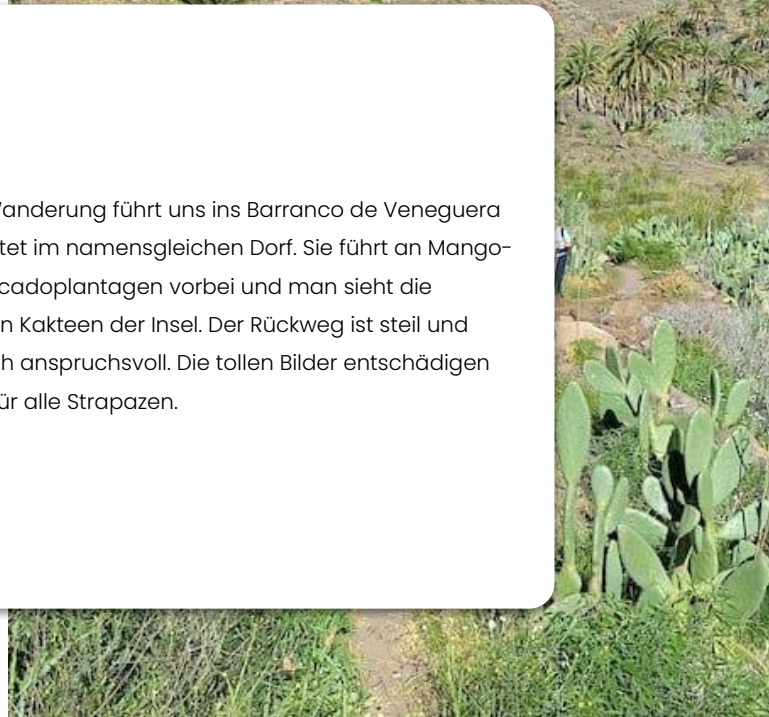 anderung führt uns ins Barranco de Veneguera
tet im namensgleichen Dorf. Sie führt an Mango-
cadoplantagen vorbei und man sieht die
n Kakteen der Insel. Der Rückweg ist steil und
h anspruchsvoll. Die tollen Bilder entschädigen
ür alle Strapazen.